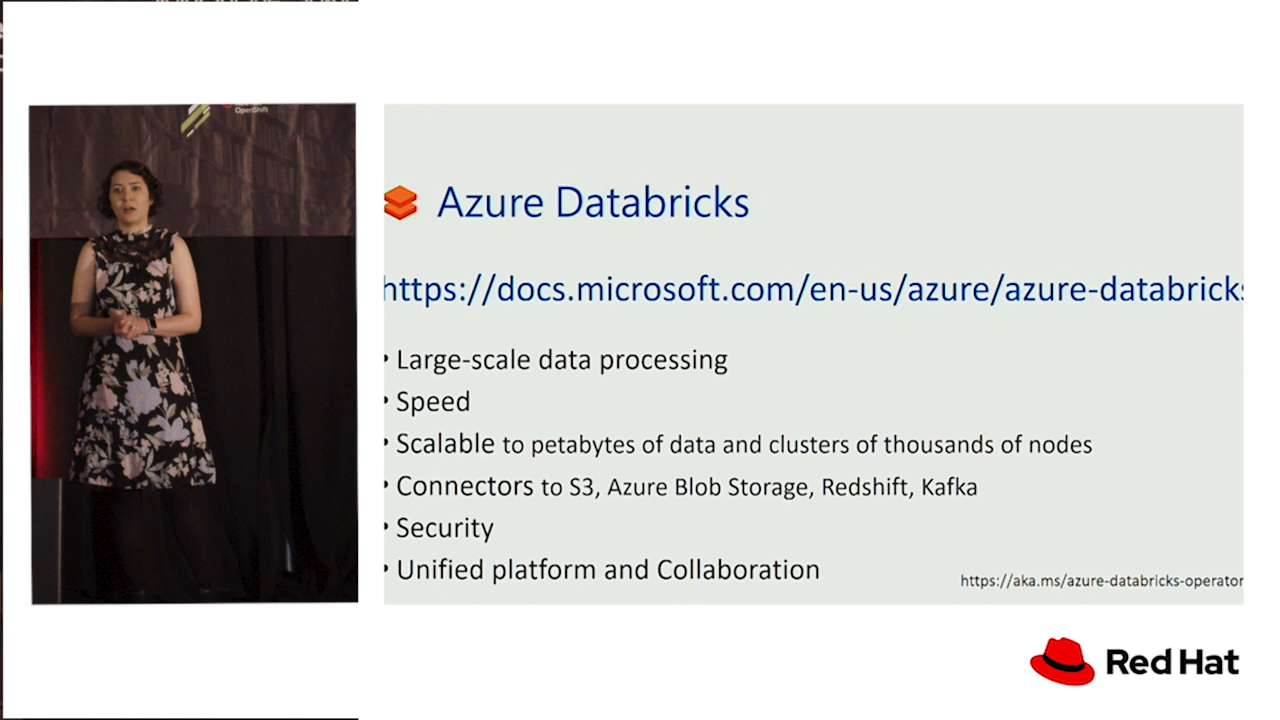 OpenShift
Azure Databricks
https://docs.microsoft.com/en-us/azure/azure-databricks
• Large-scale data processing
• Speed
• Scalable to petabytes of data and clusters of thousands of nodes
• Connectors to S3, Azure Blob Storage, Redshift, Kafka
• Security
• Unified platform and Collaboration
https://aka.ms/azure-databricks-operator
Red Hat